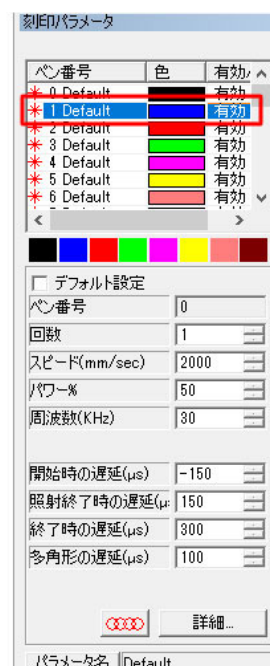 刻印パラメータ
ペン番号 色 有効/
0 Default 有効
1 Default 有効
2 Default 有効
3 Default 有効
4 Default 有効
5 Default 有効
6 Default 有効
デフォルト設定
ペン番号 0
回数 1
スピード(mm/sec) 2000
パワー% 50
周波数(KHz) 30
開始時の遅延(μs) -150
照射終了時の遅延(μ: 150
終了時の遅延(μs) 300
多角形の遅延(μs) 100
詳細...
パラメータ名 Default